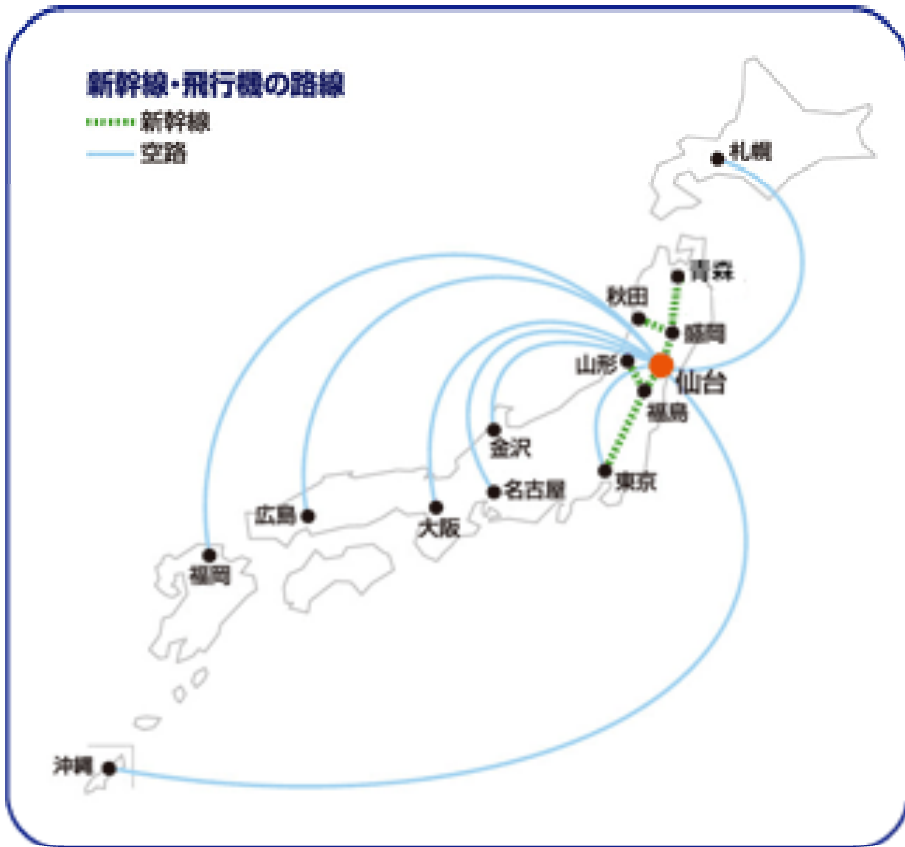 新幹線・飛行機の路線
新幹線
空路
札幌
青森
秋田
盛岡
山形
仙台
福島
金沢
東京
名古屋
広島
大阪
福岡
沖縄